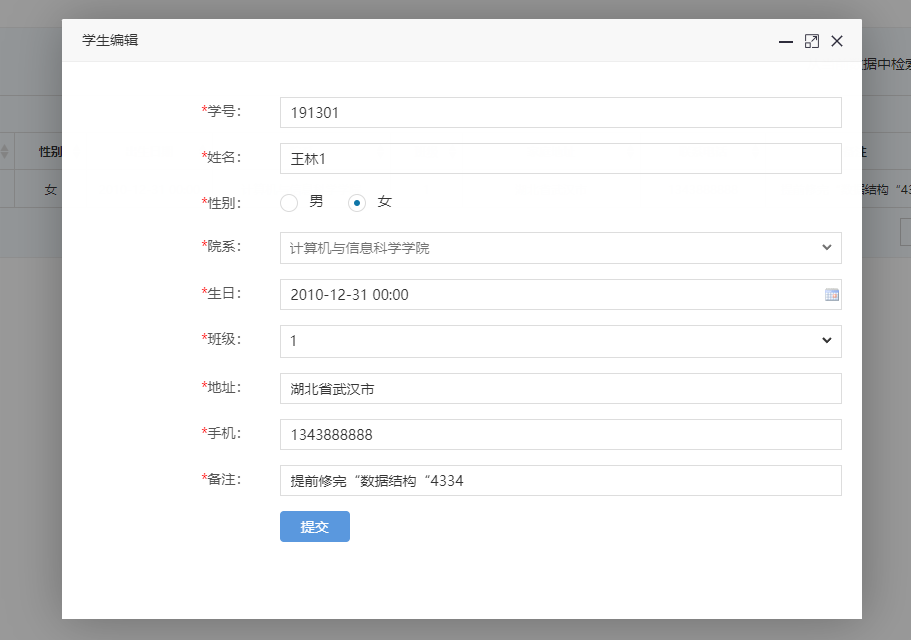 学生编辑
据中检索
性别
女
*学号： 191301
*姓名： 王林1
*性别： 男 女
*院系： 计算机与信息科学学院
*生日： 2010-12-31 00:00
*班级： 1
*地址： 湖北省武汉市
*手机： 1343888888
*备注： 提前修完“数据结构“4334
结构“43
提交